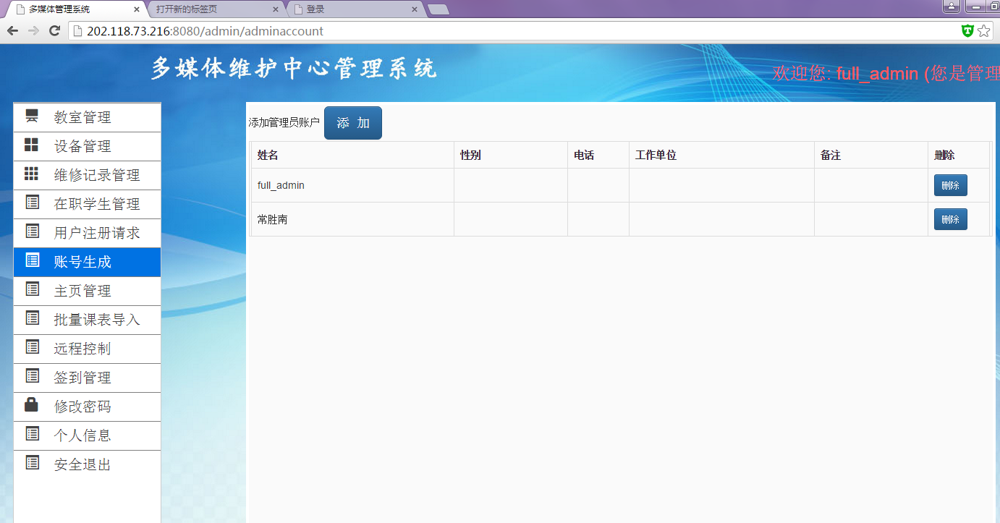 多媒体管理系统
打开新的标签页
登录
202.118.73.216:8080/admin/adminaccount
多媒体维护中心管理系统
欢迎您: full_admin (您是管理
教室管理
设备管理
维修记录管理
在职学生管理
用户注册请求
账号生成
主页管理
批量课表导入
远程控制
签到管理
修改密码
个人信息
安全退出
添加管理员账户 添 加
姓名 性别 电话 工作单位 备注 删除
full_admin 删除
常胜南 删除